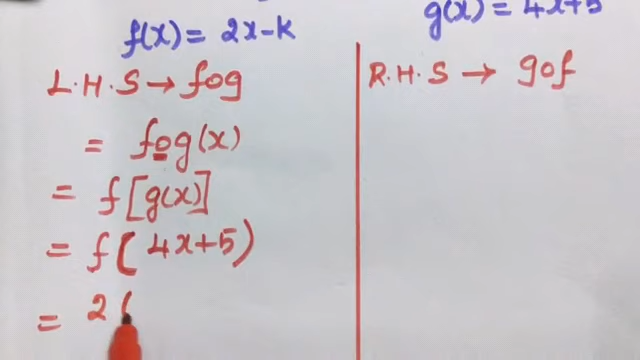 f(x) = 2x-k
g(x) = 4x+5
L.H.S → fog
= fog(x)
= f[g(x)]
= f(4x+5)
= 2(
R.H.S → gof